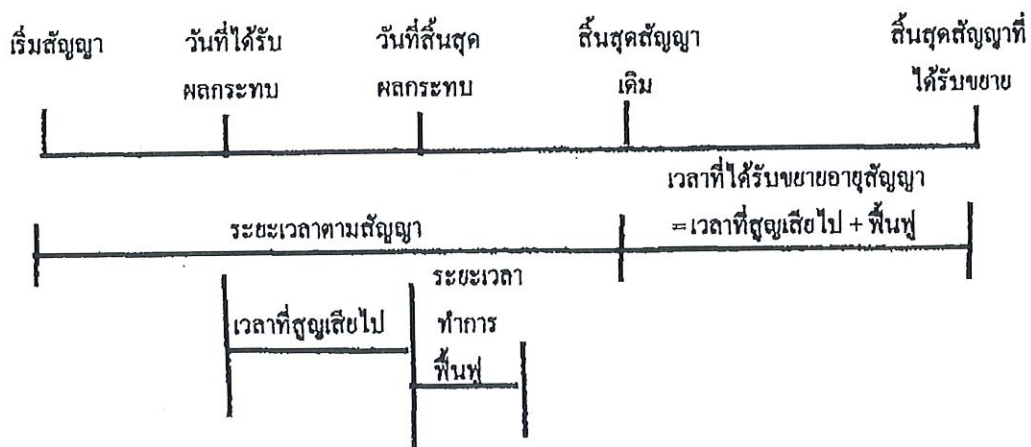 เริ่มสัญญา
วันที่ได้รับ
ผลกระทบ
วันที่สิ้นสุด
ผลกระทบ
สิ้นสุดสัญญา
เดิม
สิ้นสุดสัญญาที่
ได้รับขยาย
ระยะเวลาตามสัญญา
เวลาที่ได้รับขยายอายุสัญญา
=เวลาที่สูญเสียไป + ฟื้นฟู
เวลาที่สูญเสียไป
ระยะเวลา
ทำการ
ฟื้นฟู